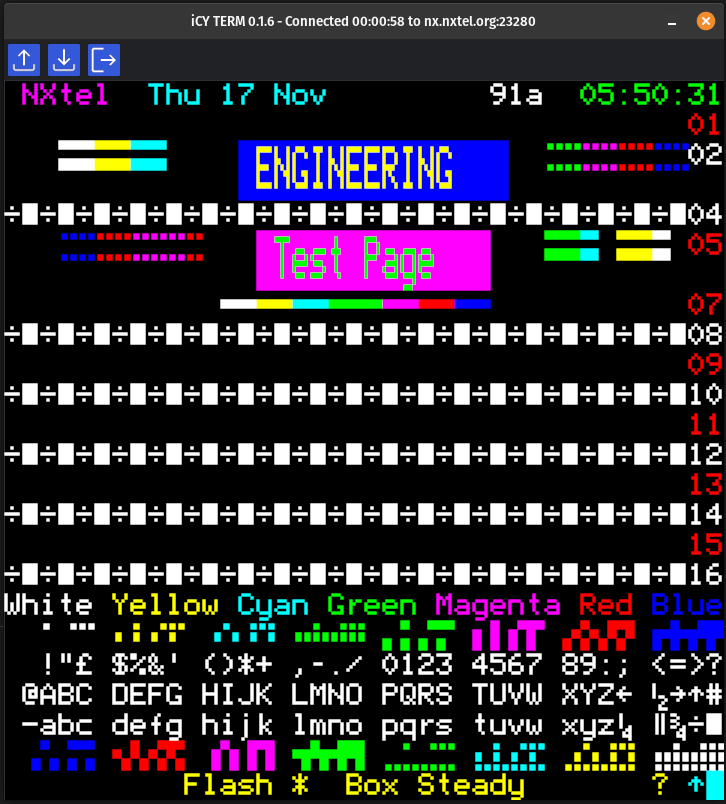 iCY TERM 0.1.6 - Connected 00:00:58 to nx.nxtel.org:23280
NXtel Thu 17 Nov 91a 05:50:31
01
ENGINEERING 02
÷■÷■÷■÷■÷■÷■÷■÷■÷■÷■÷■÷■÷■÷■÷■÷■÷■÷■÷■04
Test Page 05
07
÷■÷■÷■÷■÷■÷■÷■÷■÷■÷■÷■÷■÷■÷■÷■÷■÷■÷■÷■08
09
÷■÷■÷■÷■÷■÷■÷■÷■÷■÷■÷■÷■÷■÷■÷■÷■÷■÷■÷■10
11
÷■÷■÷■÷■÷■÷■÷■÷■÷■÷■÷■÷■÷■÷■÷■÷■÷■÷■÷■12
13
÷■÷■÷■÷■÷■÷■÷■÷■÷■÷■÷■÷■÷■÷■÷■÷■÷■÷■÷■14
15
÷■÷■÷■÷■÷■÷■÷■÷■÷■÷■÷■÷■÷■÷■÷■÷■÷■÷■÷■16
White Yellow Cyan Green Magenta Red Blue
!"£ $%&' ()*+ ,-./ 0123 4567 89:; <=>?
@ABC DEFG HIJK LMNO PQRS TUVW XYZ← ½→↑#
—abc defg hijk lmno pqrs tuvw xyz¼ ‖¾÷■
Flash * Box Steady ? ↑